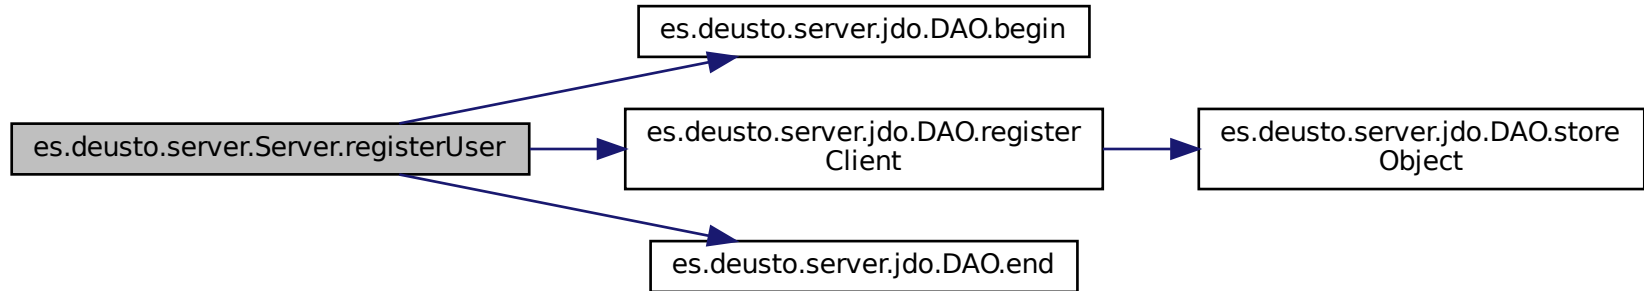 es.deusto.server.jdo.DAO.begin
es.deusto.server.Server.registerUser
es.deusto.server.jdo.DAO.register
Client
es.deusto.server.jdo.DAO.store
Object
es.deusto.server.jdo.DAO.end